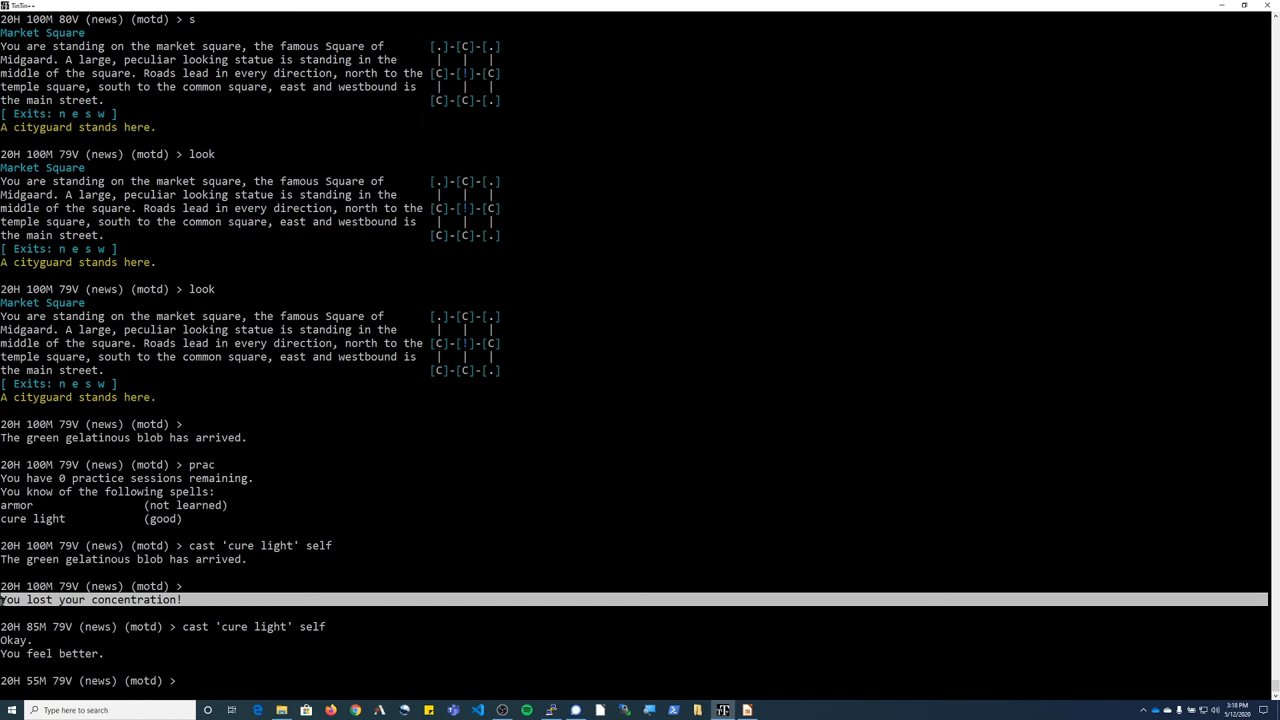 TinTin++
20H 100M 80V (news) (motd) > s
Market Square
You are standing on the market square, the famous Square of    [.]-[C]-[.]
Midgaard. A large, peculiar looking statue is standing in the     |   |   |
middle of the square. Roads lead in every direction, north to the [C]-[!]-[C]
temple square, south to the common square, east and westbound is   |   |   |
the main street.    [C]-[C]-[.]
[ Exits: n e s w ]
A cityguard stands here.
20H 100M 79V (news) (motd) > look
Market Square
You are standing on the market square, the famous Square of    [.]-[C]-[.]
Midgaard. A large, peculiar looking statue is standing in the     |   |   |
middle of the square. Roads lead in every direction, north to the [C]-[!]-[C]
temple square, south to the common square, east and westbound is   |   |   |
the main street.    [C]-[C]-[.]
[ Exits: n e s w ]
A cityguard stands here.
20H 100M 79V (news) (motd) > look
Market Square
You are standing on the market square, the famous Square of    [.]-[C]-[.]
Midgaard. A large, peculiar looking statue is standing in the     |   |   |
middle of the square. Roads lead in every direction, north to the [C]-[!]-[C]
temple square, south to the common square, east and westbound is   |   |   |
the main street.    [C]-[C]-[.]
[ Exits: n e s w ]
A cityguard stands here.
20H 100M 79V (news) (motd) >
The green gelatinous blob has arrived.
20H 100M 79V (news) (motd) > prac
You have 0 practice sessions remaining.
You know of the following spells:
armor    (not learned)
cure light    (good)
20H 100M 79V (news) (motd) > cast 'cure light' self
The green gelatinous blob has arrived.
20H 100M 79V (news) (motd) >
You lost your concentration!
20H 85M 79V (news) (motd) > cast 'cure light' self
Okay.
You feel better.
20H 55M 79V (news) (motd) >
Type here to search
3:18 PM
5/12/2020